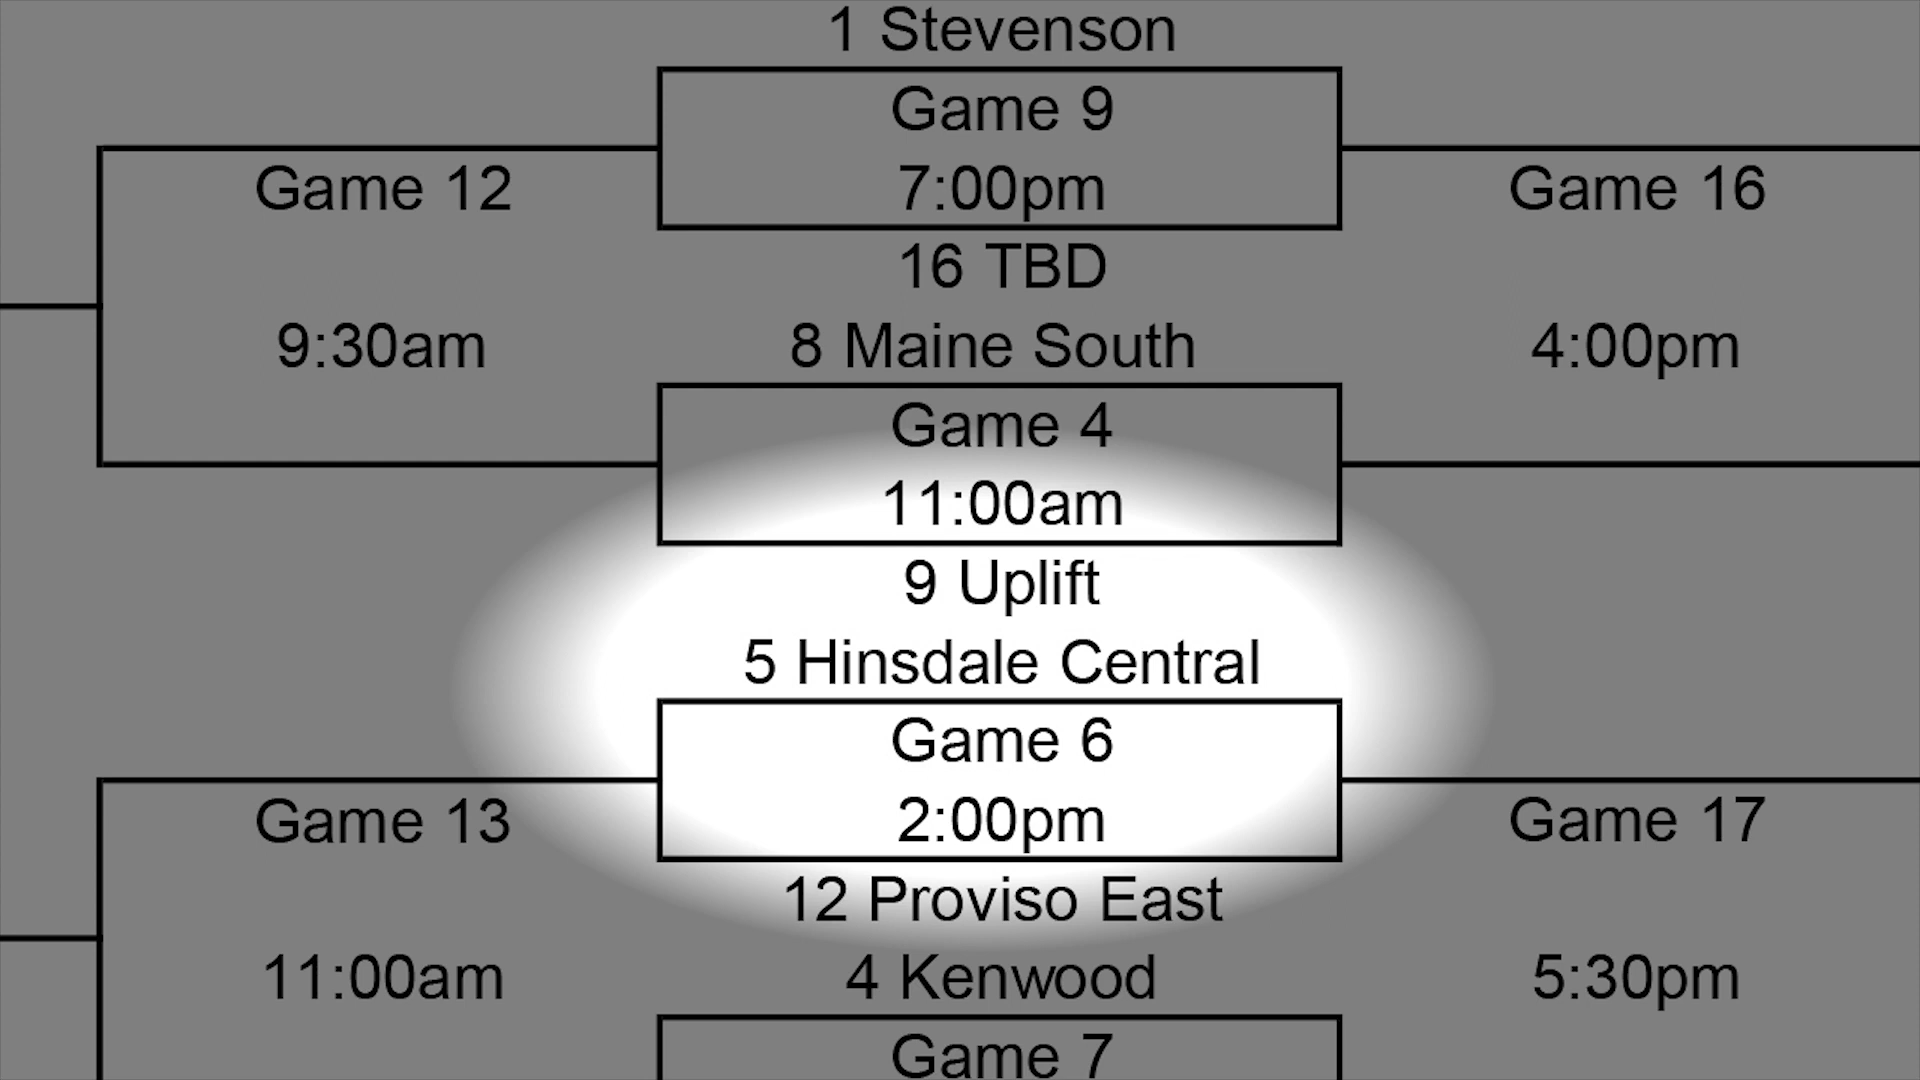 1 Stevenson
Game 9
7:00pm
Game 12
Game 16
16 TBD
9:30am
8 Maine South
4:00pm
Game 4
11:00am
9 Uplift
5 Hinsdale Central
Game 6
2:00pm
Game 13
Game 17
12 Proviso East
11:00am
4 Kenwood
5:30pm
Game 7